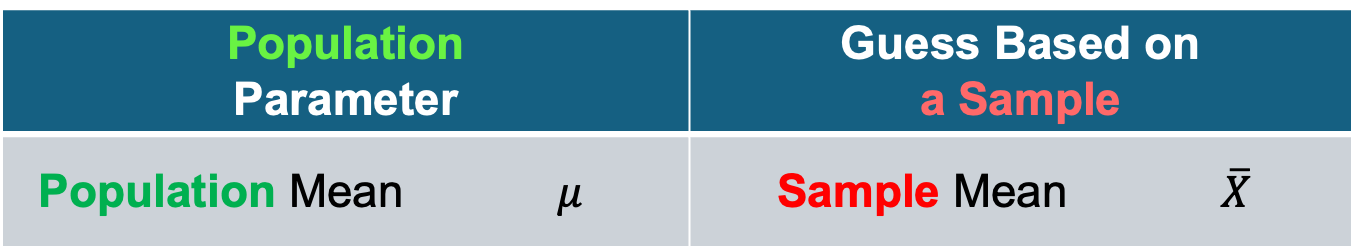 Population
Parameter
Guess Based on
a Sample
Population Mean μ
Sample Mean X̄